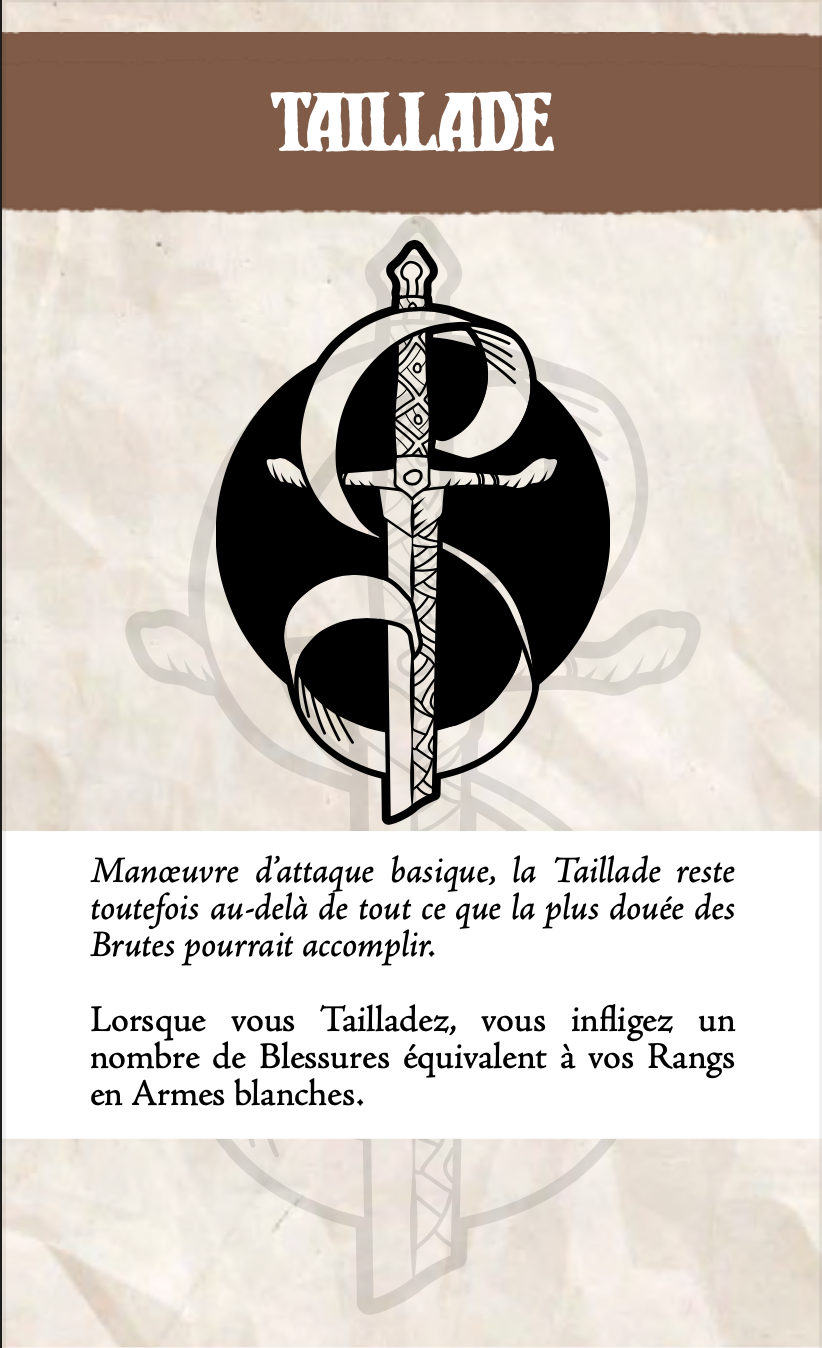 TAILLADE
Manœuvre d'attaque basique, la Taillade reste
toutefois au-delà de tout ce que la plus douée des
Brutes pourrait accomplir.
Lorsque vous Tailladez, vous infligez un
nombre de Blessures équivalent à vos Rangs
en Armes blanches.